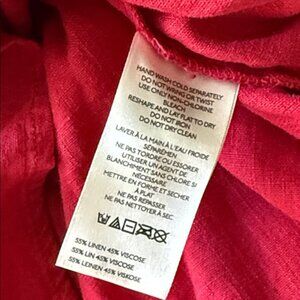 HAND WASH COLD SEPARATELY
DO NOT WRING OR TWIST
USE ONLY NON-CHLORINE
BLEACH
RESHAPE AND LAY FLAT TO DRY
DO NOT IRON
DO NOT DRY CLEAN
LAVER À LA MAIN À L'EAU FROIDE
SÉPARÉMEN
NE PAS TORDRE OU ESSORER
UTILISER UN AGENT DE
BLANCHIMENT SANS CHLORE SI
NÉCESSAIRE
METTRE EN FORME ET SÉCHER
À PLAT
NE PAS REPASSER
NE PAS NETTOYER À SEC
55% LINEN 45% VISCOSE
55% LIN 45% VISCOSE
55% LEINEN 45% VISKOSE